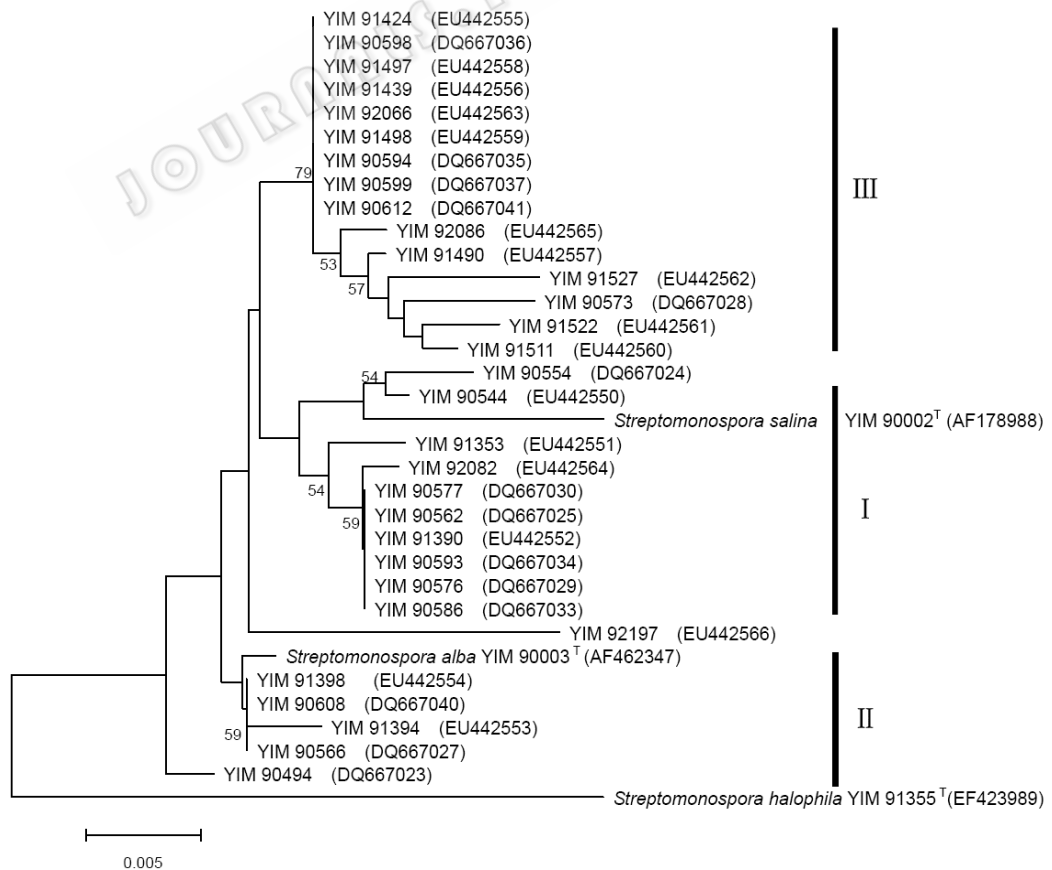 JOURNALS.
YIM 91424 (EU442555)
YIM 90598 (DQ667036)
YIM 91497 (EU442558)
YIM 91439 (EU442556)
YIM 92066 (EU442563)
YIM 91498 (EU442559)
YIM 90594 (DQ667035)
79
YIM 90599 (DQ667037)
III
YIM 90612 (DQ667041)
YIM 92086 (EU442565)
53
YIM 91490 (EU442557)
57
YIM 91527 (EU442562)
YIM 90573 (DQ667028)
YIM 91522 (EU442561)
YIM 91511 (EU442560)
54
YIM 90554 (DQ667024)
YIM 90544 (EU442550)
Streptomonospora salina YIM 90002T (AF178988)
YIM 91353 (EU442551)
YIM 92082 (EU442564)
54
YIM 90577 (DQ667030)
YIM 90562 (DQ667025)
I
59
YIM 91390 (EU442552)
YIM 90593 (DQ667034)
YIM 90576 (DQ667029)
YIM 90586 (DQ667033)
YIM 92197 (EU442566)
Streptomonospora alba YIM 90003T (AF462347)
YIM 91398 (EU442554)
YIM 90608 (DQ667040)
II
YIM 91394 (EU442553)
59
YIM 90566 (DQ667027)
YIM 90494 (DQ667023)
Streptomonospora halophila YIM 91355T(EF423989)
0.005